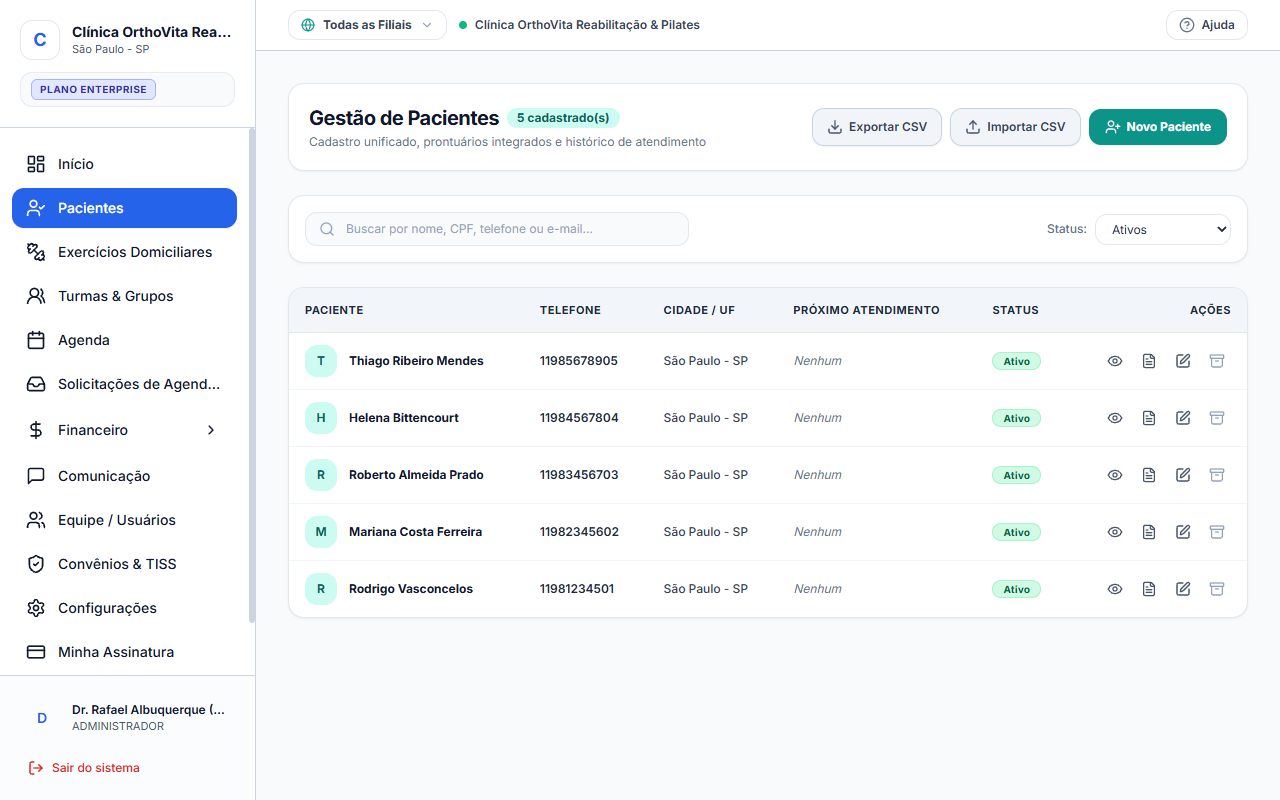 C
Clínica OrthoVita Rea...
São Paulo - SP
PLANO ENTERPRISE
Início
Pacientes
Exercícios Domiciliares
Turmas & Grupos
Agenda
Solicitações de Agend...
Financeiro
Comunicação
Equipe / Usuários
Convênios & TISS
Configurações
Minha Assinatura
D
Dr. Rafael Albuquerque (...
ADMINISTRADOR
Sair do sistema
Todas as Filiais
Clínica OrthoVita Reabilitação & Pilates
Ajuda
Gestão de Pacientes 5 cadastrado(s)
Cadastro unificado, prontuários integrados e histórico de atendimento
Exportar CSV
Importar CSV
Novo Paciente
Buscar por nome, CPF, telefone ou e-mail...
Status: Ativos
PACIENTE TELEFONE CIDADE / UF PRÓXIMO ATENDIMENTO STATUS AÇÕES
T Thiago Ribeiro Mendes 11985678905 São Paulo - SP Nenhum Ativo
H Helena Bittencourt 11984567804 São Paulo - SP Nenhum Ativo
R Roberto Almeida Prado 11983456703 São Paulo - SP Nenhum Ativo
M Mariana Costa Ferreira 11982345602 São Paulo - SP Nenhum Ativo
R Rodrigo Vasconcelos 11981234501 São Paulo - SP Nenhum Ativo